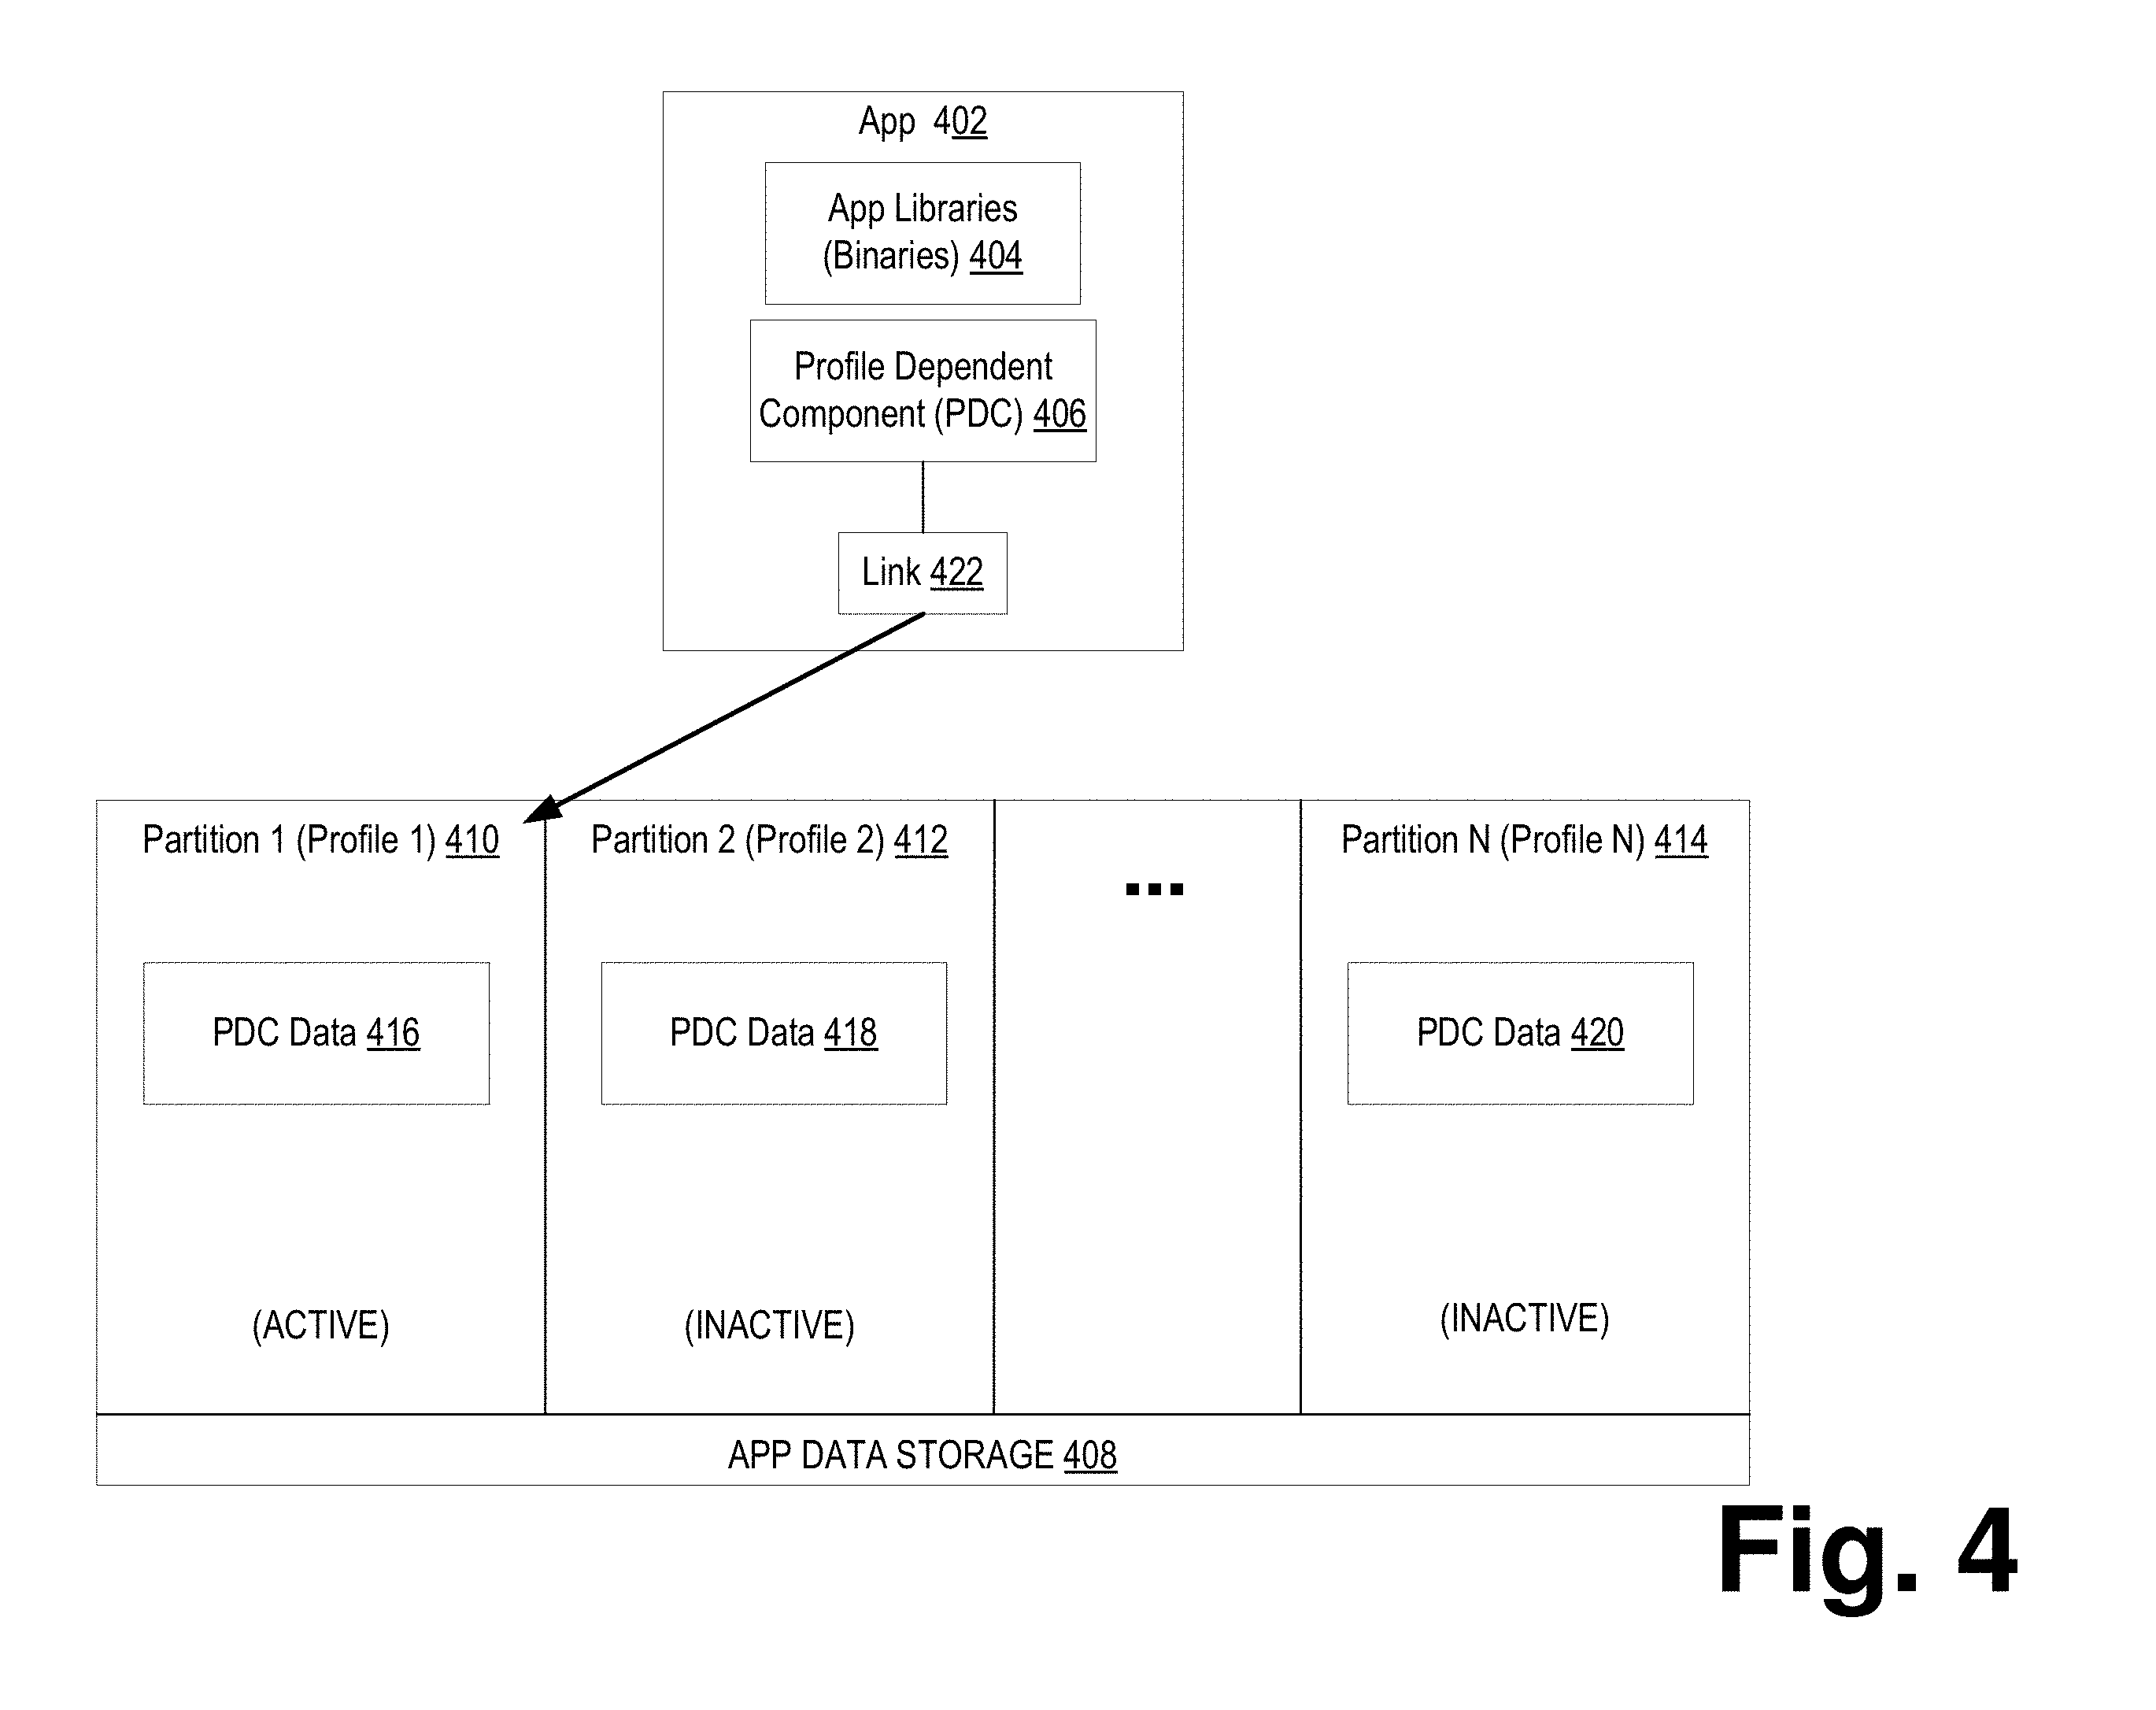 App 402
App Libraries
(Binaries) 404
Profile Dependent
Component (PDC) 406
Link 422
Partition 1 (Profile 1) 410
Partition 2 (Profile 2) 412
...
Partition N (Profile N) 414
PDC Data 416
PDC Data 418
PDC Data 420
(ACTIVE)
(INACTIVE)
(INACTIVE)
APP DATA STORAGE 408
Fig. 4